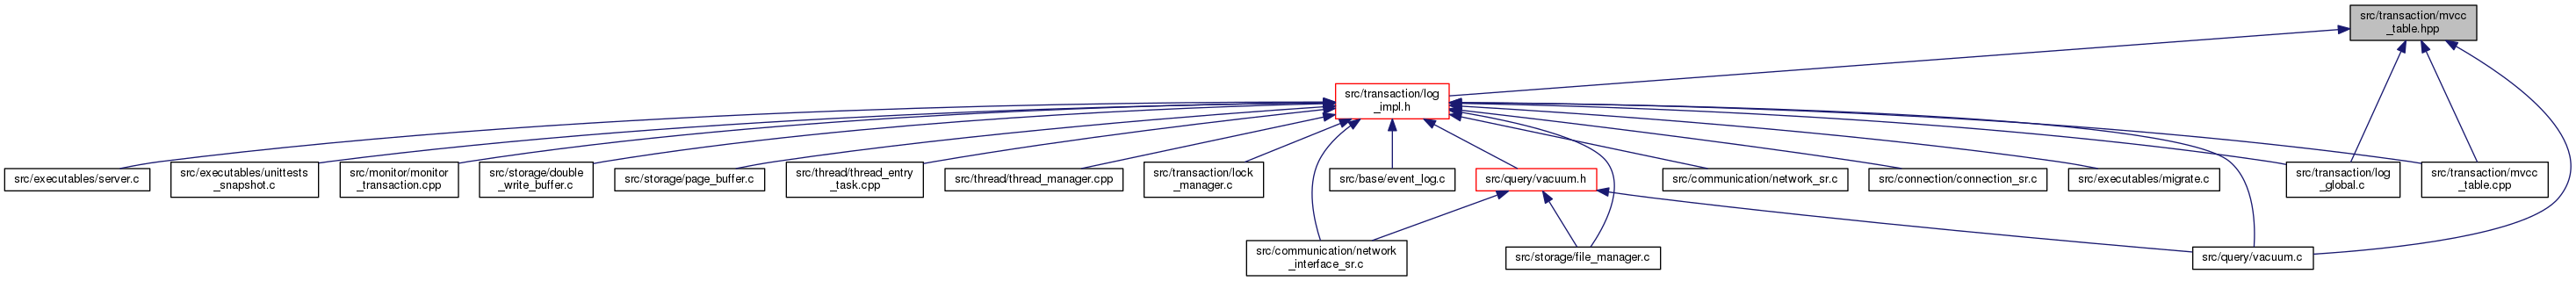 src/transaction/mvcc
_table.hpp
src/transaction/log
_impl.h
src/executables/server.c
src/executables/unittests
_snapshot.c
src/monitor/monitor
_transaction.cpp
src/storage/double
_write_buffer.c
src/storage/page_buffer.c
src/thread/thread_entry
_task.cpp
src/thread/thread_manager.cpp
src/transaction/lock
_manager.c
src/base/event_log.c
src/query/vacuum.h
src/communication/network_sr.c
src/connection/connection_sr.c
src/executables/migrate.c
src/transaction/log
_global.c
src/transaction/mvcc
_table.cpp
src/communication/network
_interface_sr.c
src/storage/file_manager.c
src/query/vacuum.c